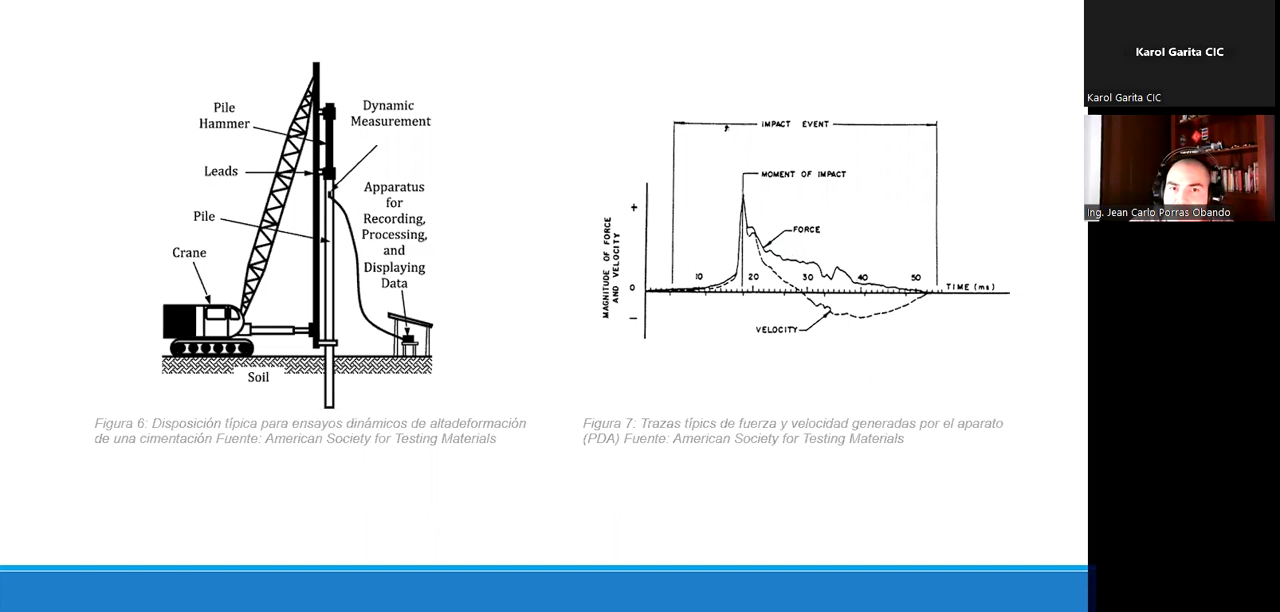 Pile
Hammer
Dynamic
Measurement
Leads
Apparatus
for
Recording,
Processing,
and
Displaying
Data
Pile
Crane
Soil
Figura 6: Disposición típica para ensayos dinámicos de altadeformación
de una cimentación Fuente: American Society for Testing Materials
IMPACT EVENT
MOMENT OF IMPACT
FORCE
MAGNITUDE OF FORCE
AND VELOCITY
+
0
−
10
20
30
40
50
TIME (ms)
VELOCITY
Figura 7: Trazas típics de fuerza y velocidad generadas por el aparato
(PDA) Fuente: American Society for Testing Materials
Karol Garita CIC
Karol Garita CIC
Ing. Jean Carlo Porras Obando